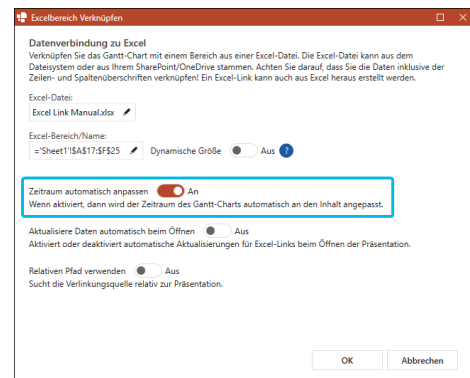 Excelbereich Verknüpfen
Datenverbindung zu Excel
Verknüpfen Sie das Gantt-Chart mit einem Bereich aus einer Excel-Datei. Die Excel-Datei kann aus dem
Dateisystem oder aus Ihrem SharePoint/OneDrive stammen. Achten Sie darauf, dass Sie die Daten inklusive der
Zeilen- und Spaltenüberschriften verknüpfen! Ein Excel-Link kann auch aus Excel heraus erstellt werden.
Excel-Datei:
Excel Link Manual.xlsx
Excel-Bereich/Name:
='Sheet1'!$A$17:$F$25 Dynamische Größe Aus ?
Zeitraum automatisch anpassen An
Wenn aktiviert, dann wird der Zeitraum des Gantt-Charts automatisch an den Inhalt angepasst.
Aktualisiere Daten automatisch beim Öffnen Aus
Aktiviert oder deaktiviert automatische Aktualisierungen für Excel-Links beim Öffnen der Präsentation.
Relativen Pfad verwenden Aus
Sucht die Verlinkungsquelle relativ zur Präsentation.
OK Abbrechen